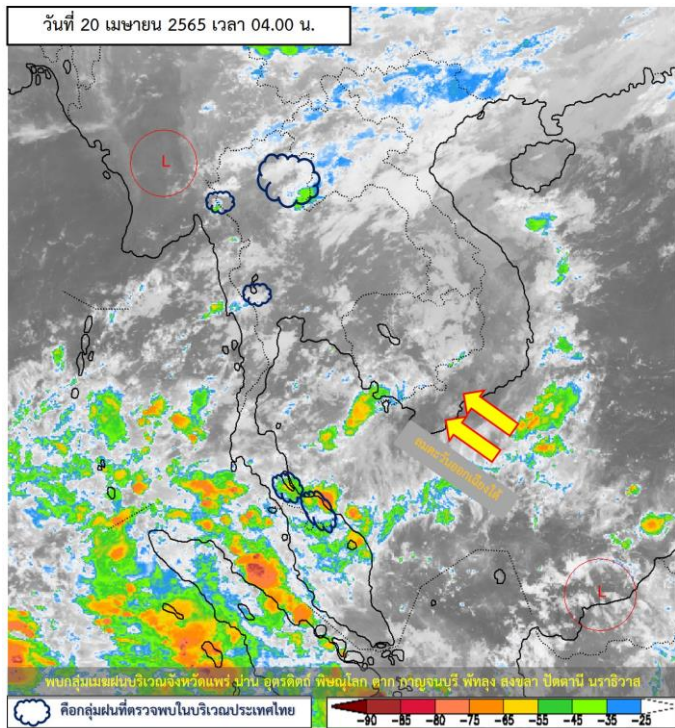 วันที่ 20 เมษายน 2565 เวลา 04.00 น.
L
ลมตะวันออกเฉียงใต้
L
พบกลุ่มเมฆฝนบริเวณจังหวัดแพร่ น่าน อุตรดิตถ์ พิษณุโลก ตาก กาญจนบุรี พัทลุง สงขลา ปัตตานี นราธิวาส
คือกลุ่มฝนที่ตรวจพบในบริเวณประเทศไทย
-90 -85 -80 -75 -65 -55 -45 -35 -25